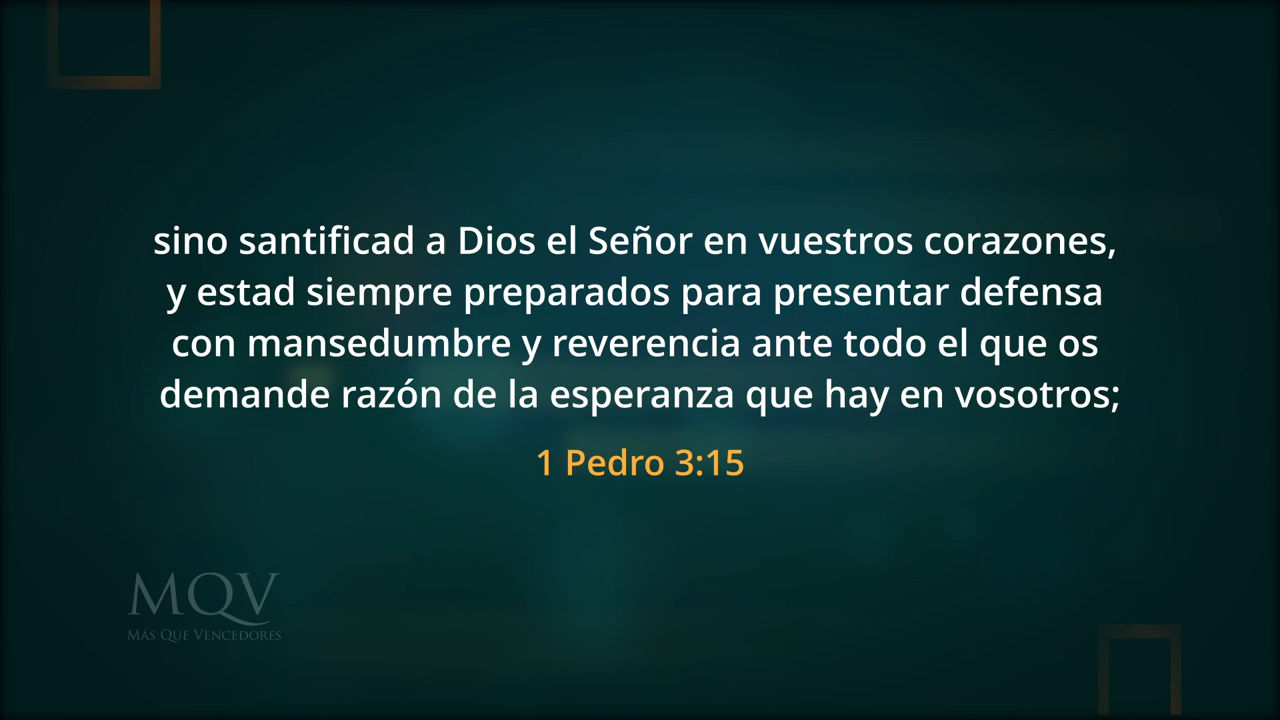 sino santificad a Dios el Señor en vuestros corazones,
y estad siempre preparados para presentar defensa
con mansedumbre y reverencia ante todo el que os
demande razón de la esperanza que hay en vosotros;
1 Pedro 3:15
MQV
Más Que Vencedores